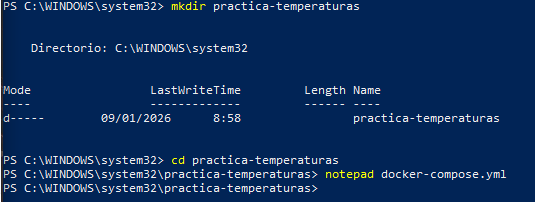 PS C:\WINDOWS\system32> mkdir practica-temperaturas
Directorio: C:\WINDOWS\system32
Mode                LastWriteTime         Length Name
----                -------------         ------ ----
d-----       09/01/2026      8:58                practica-temperaturas
PS C:\WINDOWS\system32> cd practica-temperaturas
PS C:\WINDOWS\system32\practica-temperaturas> notepad docker-compose.yml
PS C:\WINDOWS\system32\practica-temperaturas>